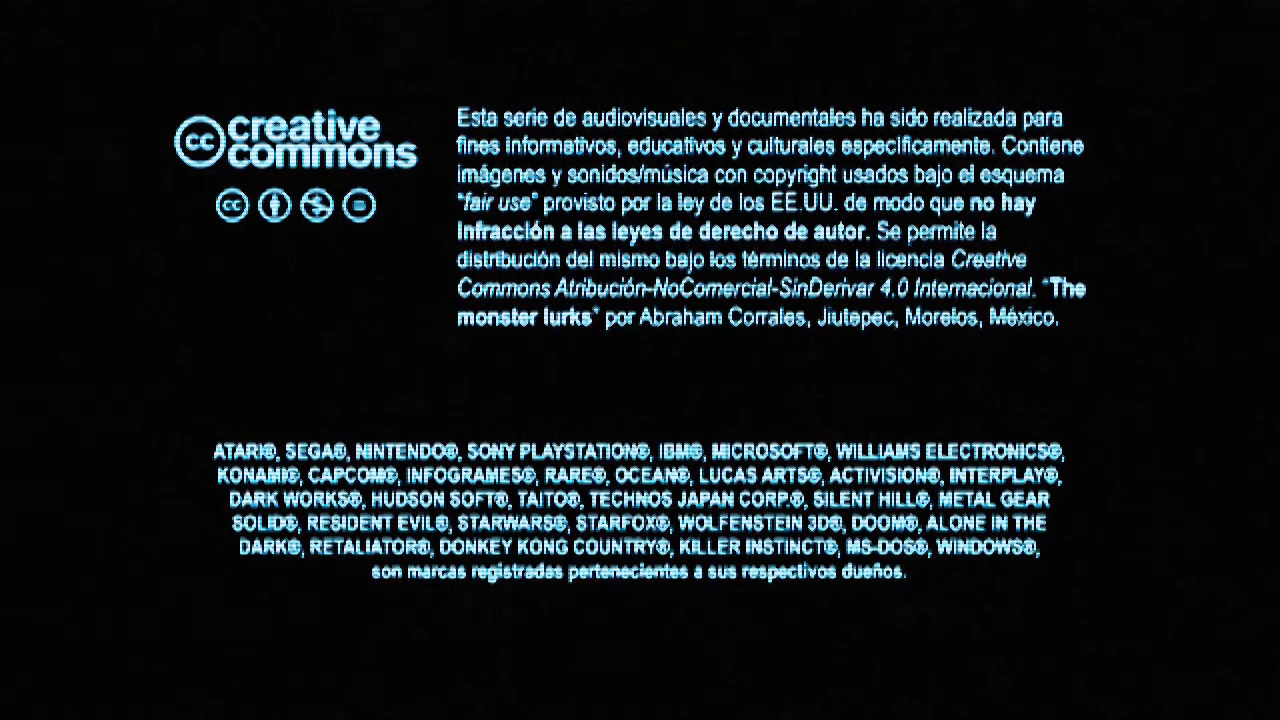 cc creative commons
Esta serie de audiovisuales y documentales ha sido realizada para
fines informativos, educativos y culturales especificamente. Contiene
imágenes y sonidos/música con copyright usados bajo el esquema
"fair use" provisto por la ley de los EE.UU. de modo que no hay
infracción a las leyes de derecho de autor. Se permite la
distribución del mismo bajo los términos de la licencia Creative
Commons Atribución-NoComercial-SinDerivar 4.0 Internacional. "The
monster lurks" por Abraham Corrales, Jiutepec, Morelos, México.
ATARI®, SEGA®, NINTENDO®, SONY PLAYSTATION®, IBM®, MICROSOFT®, WILLIAMS ELECTRONICS®,
KONAMI®, CAPCOM®, INFOGRAMES®, RARE®, OCEAN®, LUCAS ARTS®, ACTIVISION®, INTERPLAY®,
DARK WORKS®, HUDSON SOFT®, TAITO®, TECHNOS JAPAN CORP.®, SILENT HILL®, METAL GEAR
SOLID®, RESIDENT EVIL®, STARWARS®, STARFOX®, WOLFENSTEIN 3D®, DOOM®, ALONE IN THE
DARK®, RETALIATOR®, DONKEY KONG COUNTRY®, KILLER INSTINCT®, MS-DOS®, WINDOWS®,
son marcas registradas pertenecientes a sus respectivos dueños.